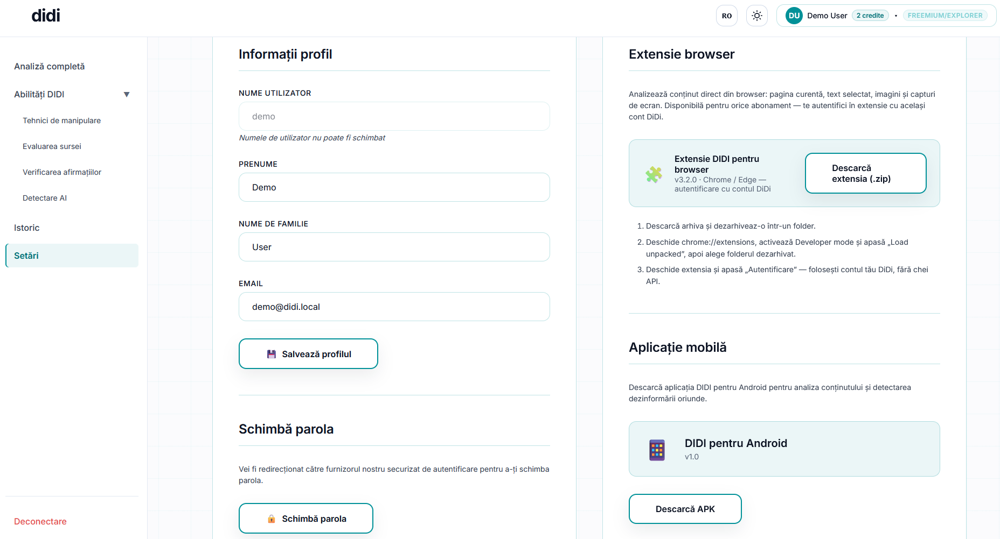 didi
RO
DU Demo User 2 credite FREEMIUM/EXPLORER
Analiză completă
Abilități DIDI
Tehnici de manipulare
Evaluarea sursei
Verificarea afirmațiilor
Detectare AI
Istoric
Setări
Deconectare
Informații profil
NUME UTILIZATOR
demo
Numele de utilizator nu poate fi schimbat
PRENUME
Demo
NUME DE FAMILIE
User
EMAIL
demo@didi.local
Salvează profilul
Schimbă parola
Vei fi redirecționat către furnizorul nostru securizat de autentificare pentru a-ți schimba
parola.
Schimbă parola
Extensie browser
Analizează conținut direct din browser: pagina curentă, text selectat, imagini și capturi
de ecran. Disponibilă pentru orice abonament — te autentifici în extensie cu același
cont DiDi.
Extensie DIDI pentru
browser
v3.2.0 · Chrome / Edge —
autentificare cu contul DiDi
Descarcă
extensia (.zip)
1. Descarcă arhiva și dezarhiveaz-o într-un folder.
2. Deschide chrome://extensions, activează Developer mode și apasă „Load
unpacked”, apoi alege folderul dezarhivat.
3. Deschide extensia și apasă „Autentificare” — folosești contul tău DiDi, fără chei
API.
Aplicație mobilă
Descarcă aplicația DIDI pentru Android pentru analiza conținutului și detectarea
dezinformării oriunde.
DIDI pentru Android
v1.0
Descarcă APK